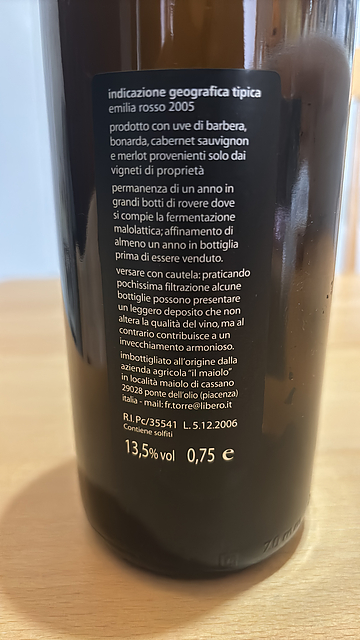 indicazione geografica tipica
emilia rosso 2005
prodotto con uve di barbera,
bonarda, cabernet sauvignon
e merlot provenienti solo dai
vigneti di proprietà
permanenza di un anno in
grandi botti di rovere dove
si compie la fermentazione
malolattica; affinamento di
almeno un anno in bottiglia
prima di essere venduto.
versare con cautela: praticando
pochissima filtrazione alcune
bottiglie possono presentare
un leggero deposito che non
altera la qualità del vino, ma al
contrario contribuisce a un
invecchiamento armonioso.
imbottigliato all'origine dalla
azienda agricola "il maiolo"
in località maiolo di castello
29028 ponte dell'olio (piacenza)
italia - mail: fr.torre@libero.it
R.I. Pc/35541 L. 5.12.2006
Contiene solfiti
13,5% vol 0,75 e